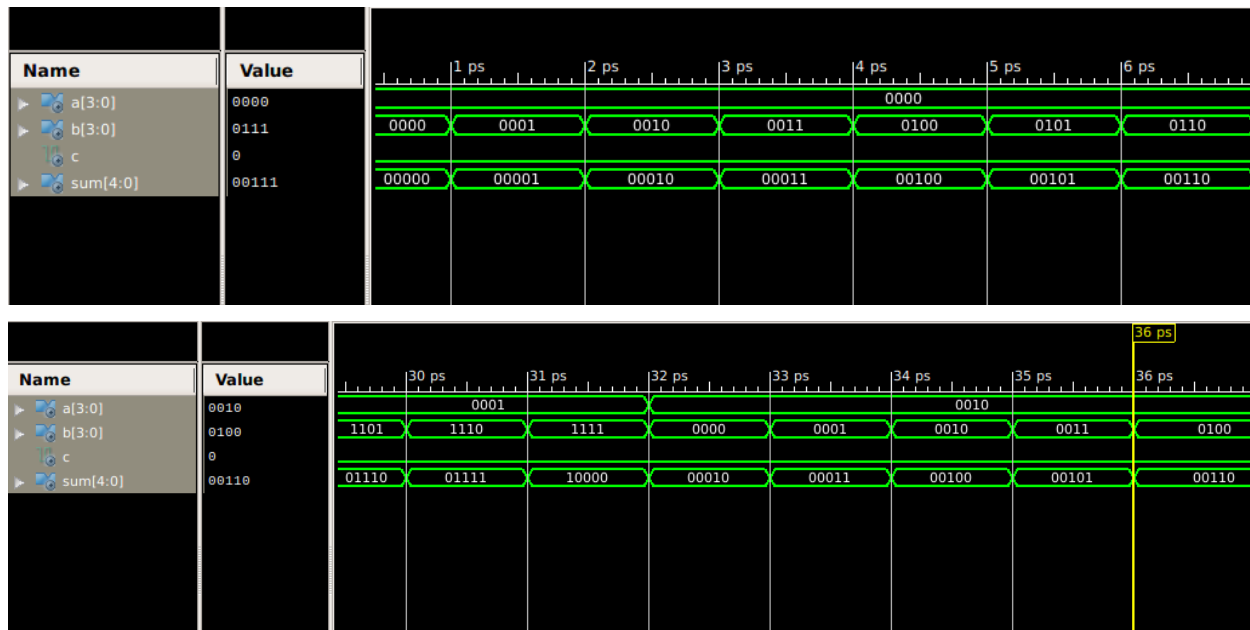 Name Value 1 ps 2 ps 3 ps 4 ps 5 ps 6 ps
a[3:0] 0000 0000
b[3:0] 0111 0000 0001 0010 0011 0100 0101 0110
c 0
sum[4:0] 00111 00000 00001 00010 00011 00100 00101 00110
36 ps
Name Value 30 ps 31 ps 32 ps 33 ps 34 ps 35 ps 36 ps
a[3:0] 0010 0001 0010
b[3:0] 0100 1101 1110 1111 0000 0001 0010 0011 0100
c 0
sum[4:0] 00110 01110 01111 10000 00010 00011 00100 00101 00110